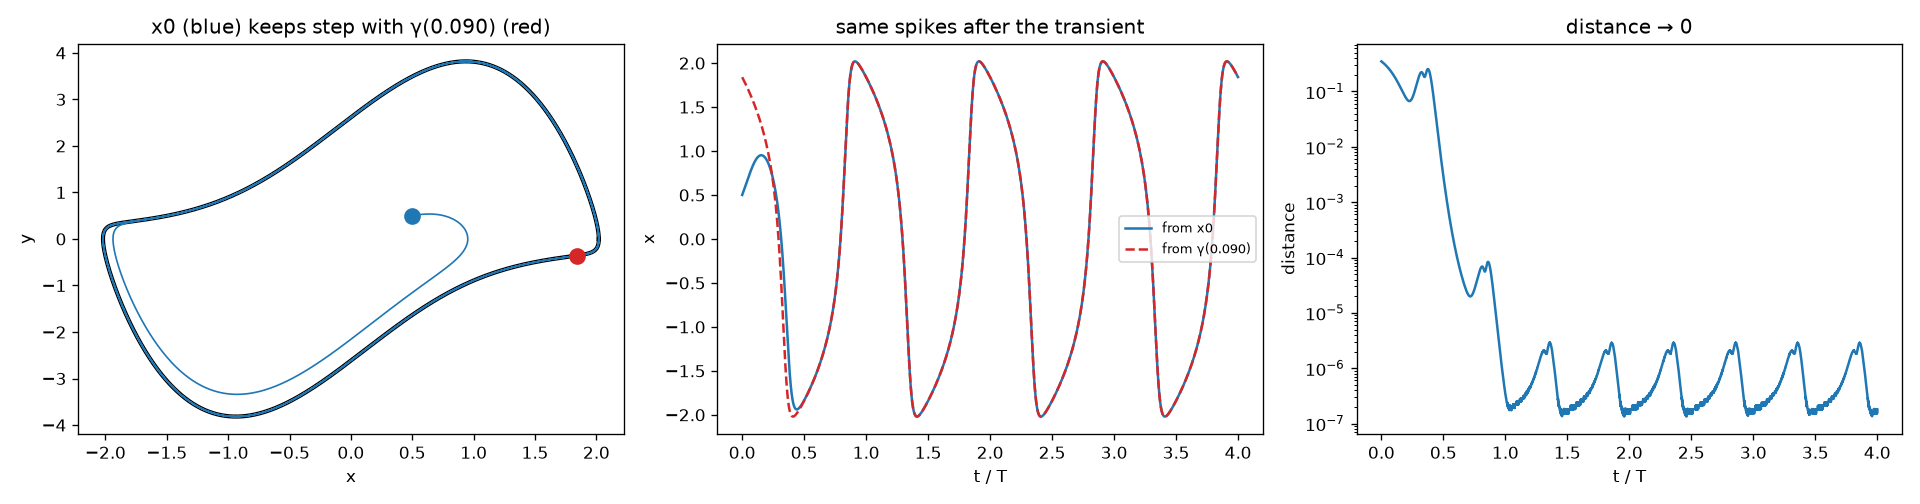 x0 (blue) keeps step with γ(0.090) (red)
4
3
2
1
0
−1
−2
−3
−4
y
−2.0 −1.5 −1.0 −0.5 0.0 0.5 1.0 1.5 2.0
x
same spikes after the transient
2.0
1.5
1.0
0.5
0.0
−0.5
−1.0
−1.5
−2.0
x
from x0
from γ(0.090)
0.0 0.5 1.0 1.5 2.0 2.5 3.0 3.5 4.0
t / T
distance → 0
10⁻¹
10⁻²
10⁻³
10⁻⁴
10⁻⁵
10⁻⁶
10⁻⁷
distance
0.0 0.5 1.0 1.5 2.0 2.5 3.0 3.5 4.0
t / T